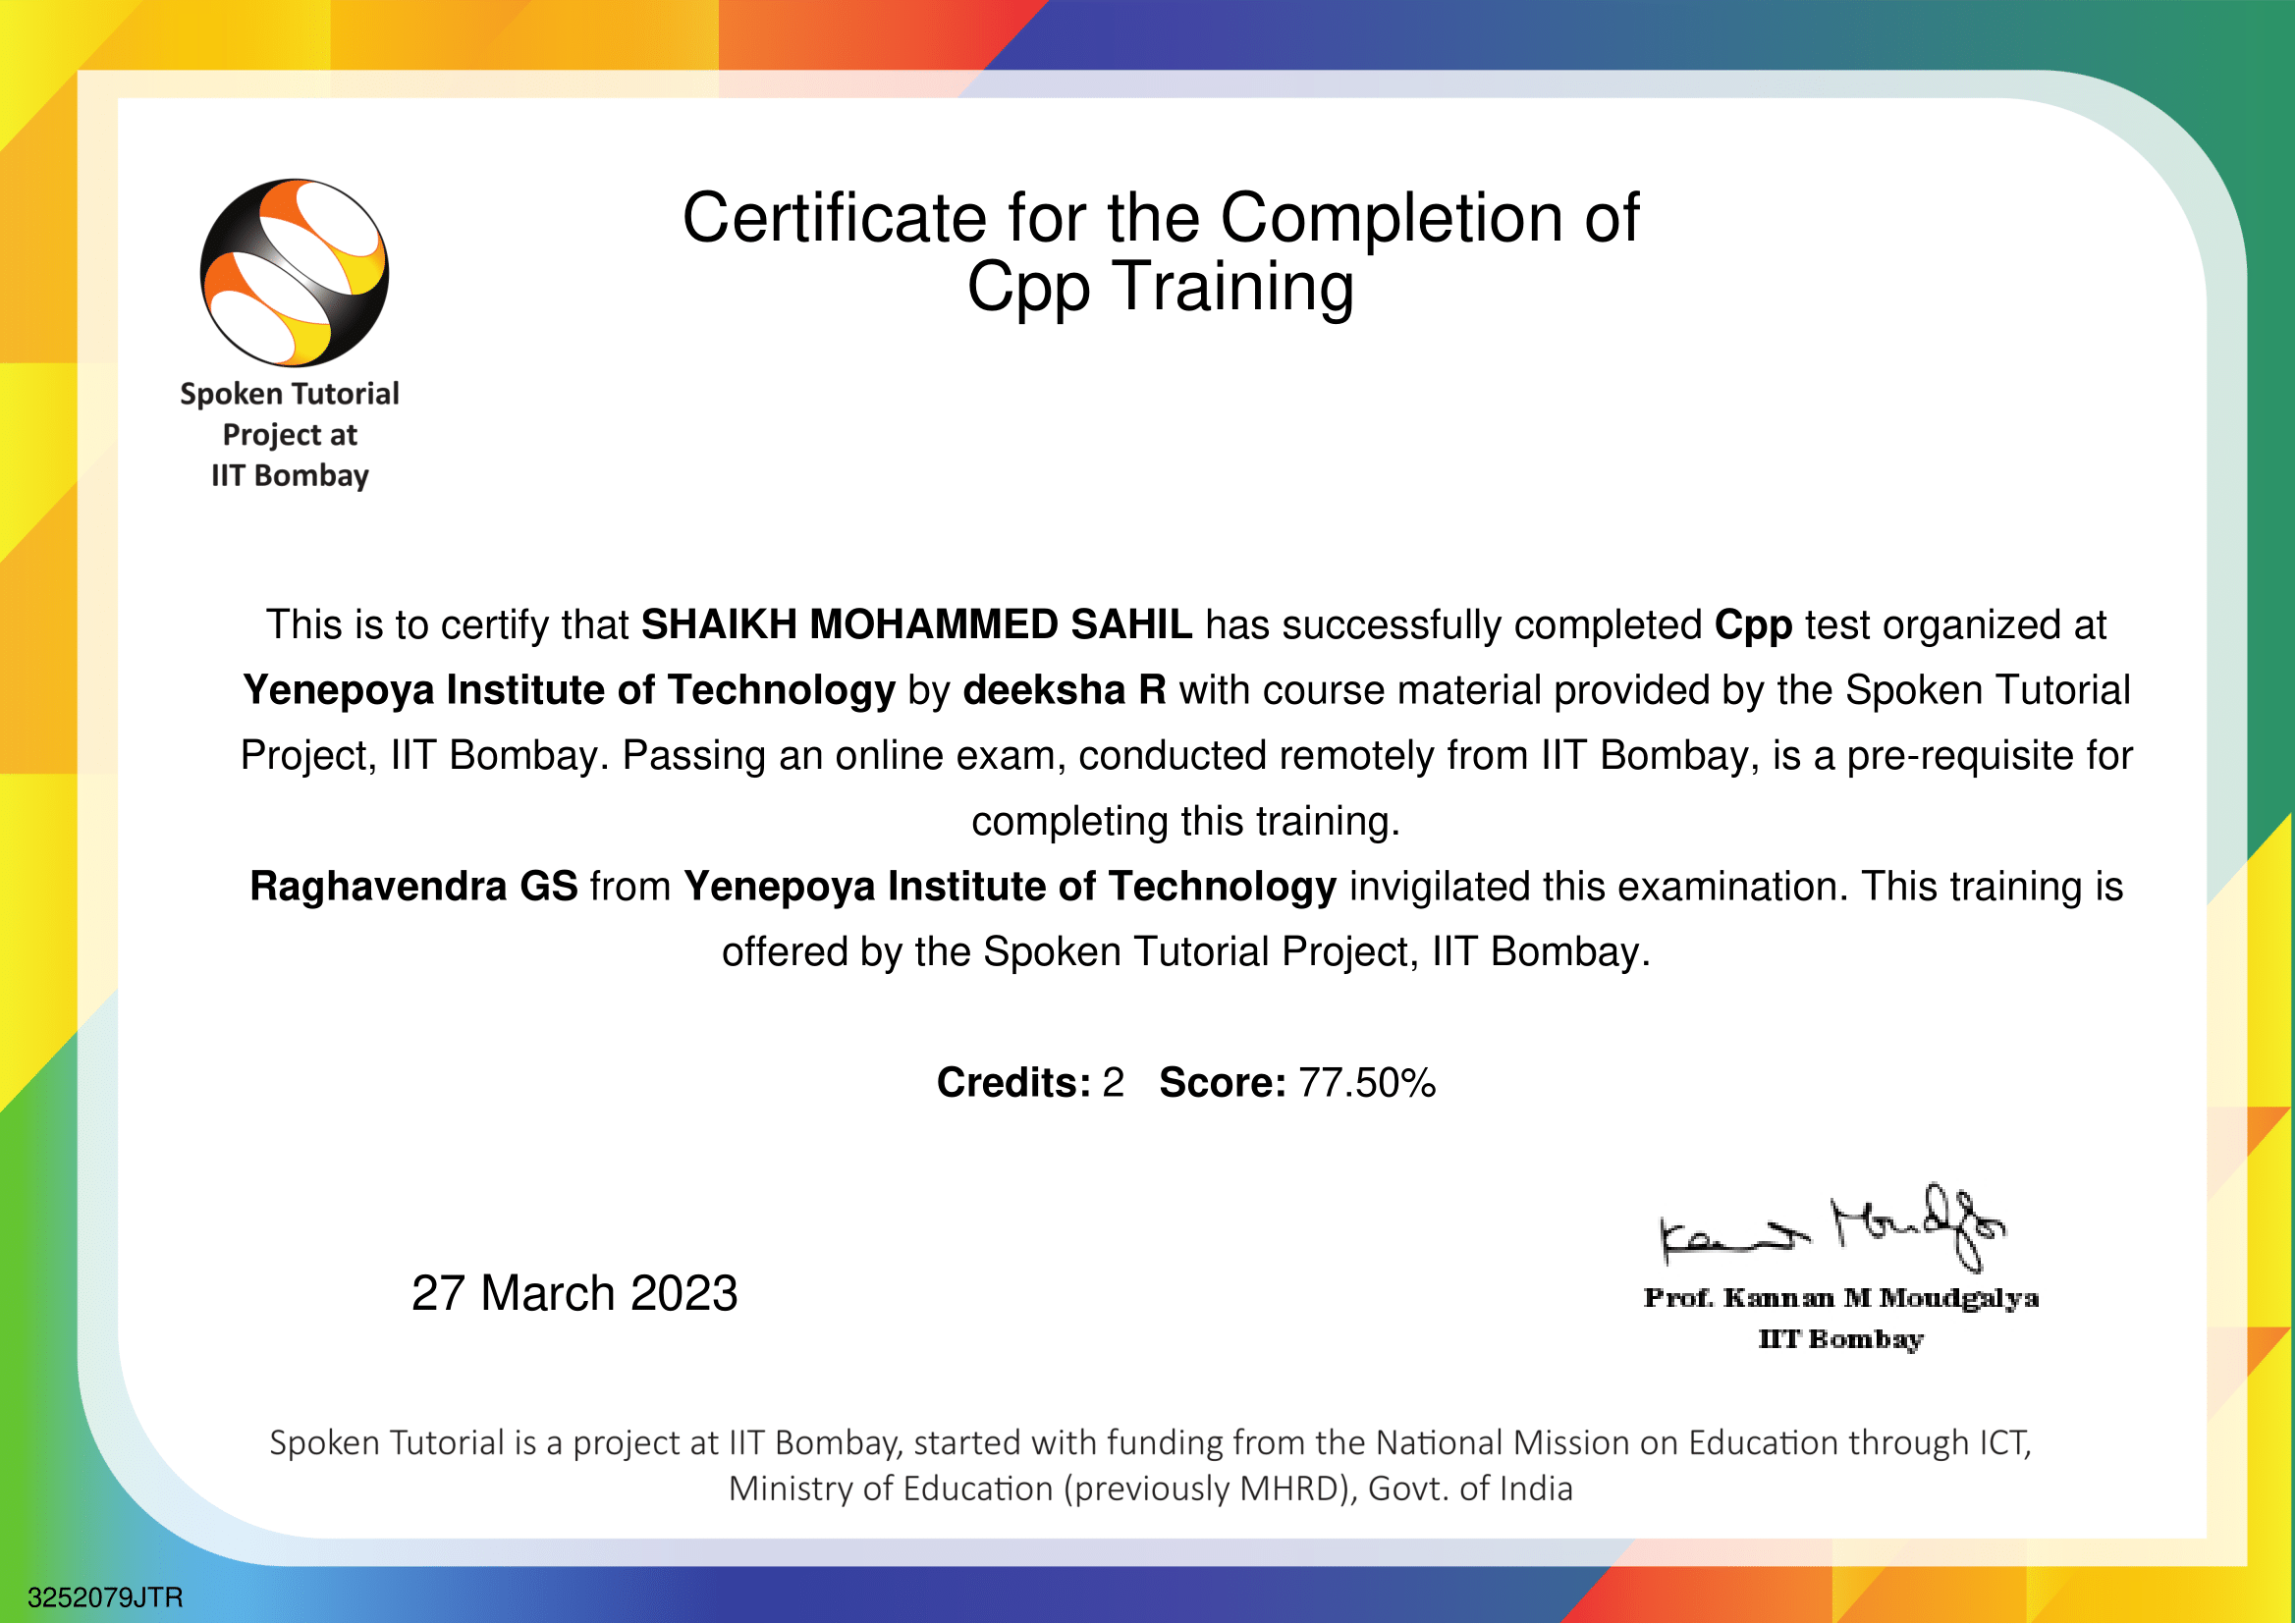 Certificate for the Completion of
Cpp Training
Spoken Tutorial
Project at
IIT Bombay
This is to certify that SHAIKH MOHAMMED SAHIL has successfully completed Cpp test organized at
Yenepoya Institute of Technology by deeksha R with course material provided by the Spoken Tutorial
Project, IIT Bombay. Passing an online exam, conducted remotely from IIT Bombay, is a pre-requisite for
completing this training.
Raghavendra GS from Yenepoya Institute of Technology invigilated this examination. This training is
offered by the Spoken Tutorial Project, IIT Bombay.
Credits: 2 Score: 77.50%
27 March 2023
Prof. Kannan M Moudgalya
IIT Bombay
Spoken Tutorial is a project at IIT Bombay, started with funding from the National Mission on Education through ICT,
Ministry of Education (previously MHRD), Govt. of India
3252079JTR